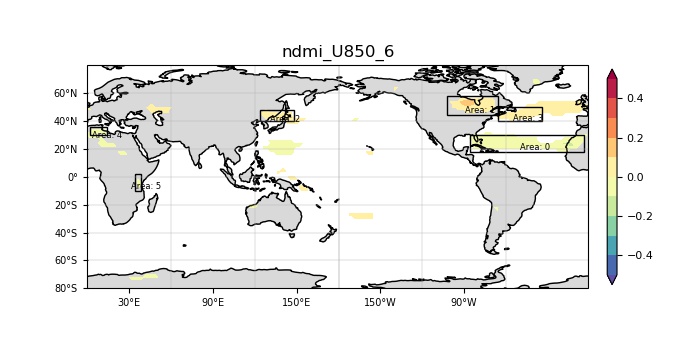 ndmi_U850_6
60°N
40°N
20°N
0°
20°S
40°S
60°S
80°S
30°E
90°E
150°E
150°W
90°W
Area: 4
Area: 5
Area: 2
Area:
Area: 3
Area: 0
0.4
0.2
0.0
−0.2
−0.4